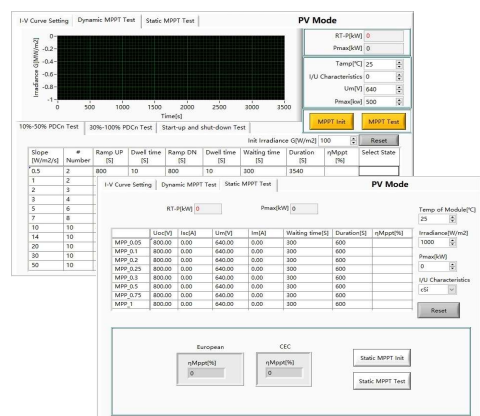 I-V Curve Setting Dynamic MPPT Test Static MPPT Test PV Mode
RT-P[kW] 0
Pmax[kW] 0
Tamp[℃] 25
I/U Characteristics 0
Um[V] 640
Pmax[kw] 500
MPPT Init MPPT Test
Irradiance G[MW/m2]
0-
-0.2-
-0.4-
-0.6-
-0.8-
-1-
0 500 1000 1500 2000 2500 3000 3500
Time[s]
10%-50% PDCn Test 30%-100% PDCn Test Start-up and shut-down Test
Init Irradiance G[W/m2] 100 Reset
Slope [W/m2/s] # Number Ramp UP [S] Dwell time [S] Ramp DN [S] Dwell time [S] Waiting time [S] Duration [S] ηMppt [%] Select State
0.5 2 800 10 800 10 300 3540
1 2
2 3
3 4
5 6
7 8
10 10
14 10
20 10
30 10
50 10
I-V Curve Setting Dynamic MPPT Test Static MPPT Test PV Mode
RT-P[kW] 0 Pmax[kW] 0
Temp of Module[℃]
25
Irradiance[W/m2]
1000
Pmax[kW]
0
I/U Characteristics
cSi
Reset
Uoc[V] Isc[A] Um[V] Im[A] Waiting time[S] Duration[S] ηMppt[%]
MPP_0.05 800.00 0.00 640.00 0.00 300 600
MPP_0.1 800.00 0.00 640.00 0.00 300 600
MPP_0.2 800.00 0.00 640.00 0.00 300 600
MPP_0.25 800.00 0.00 640.00 0.00 300 600
MPP_0.3 800.00 0.00 640.00 0.00 300 600
MPP_0.5 800.00 0.00 640.00 0.00 300 600
MPP_0.75 800.00 0.00 640.00 0.00 300 600
MPP_1 800.00 0.00 640.00 0.00 300 600
European CEC
ηMppt[%] ηMppt[%]
0 0
Static MPPT Init
Static MPPT Test